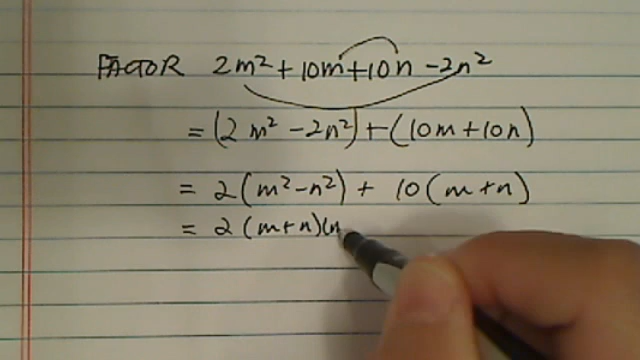 FACTOR 2m²+10m+10n-2n²
=(2m²-2n²)+(10m+10n)
= 2(m²-n²) + 10(m+n)
= 2(m+n)(m